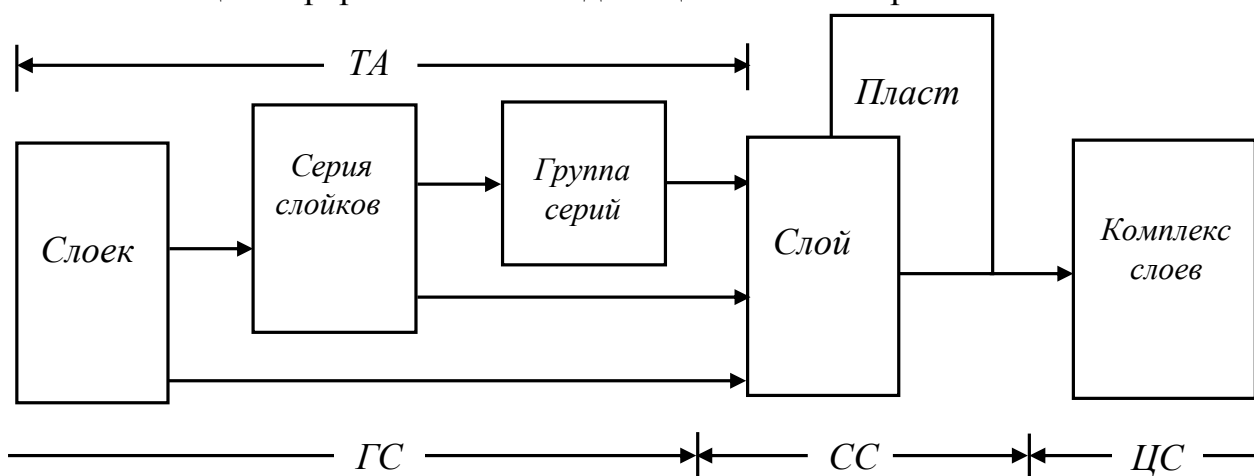 ТА
Пласт
Серия
слойков
Группа
серий
Слоек
Слой
Комплекс
слоев
ГС
СС
ЦС